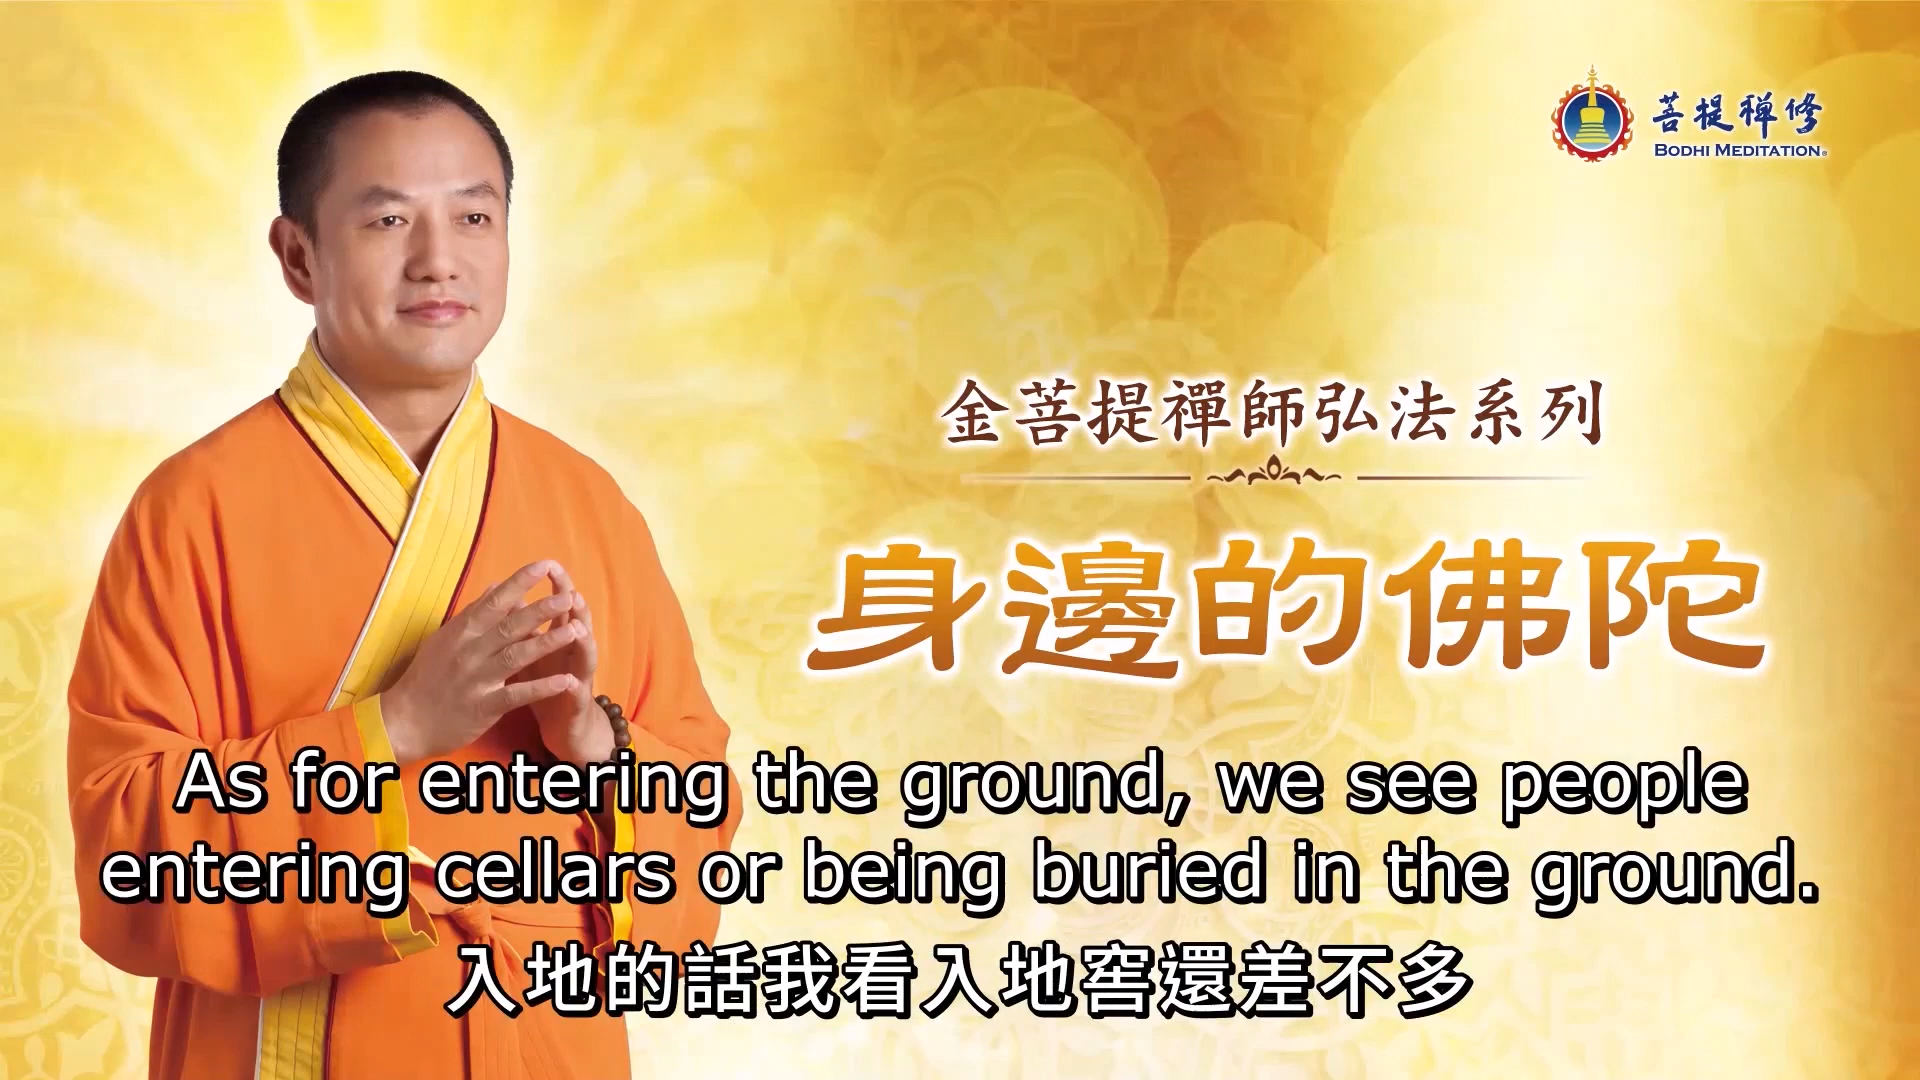 菩提禪修
BODHI MEDITATION®
金菩提禪師弘法系列
身邊的佛陀
As for entering the ground, we see people
entering cellars or being buried in the ground.
入地的話我看入地窖還差不多